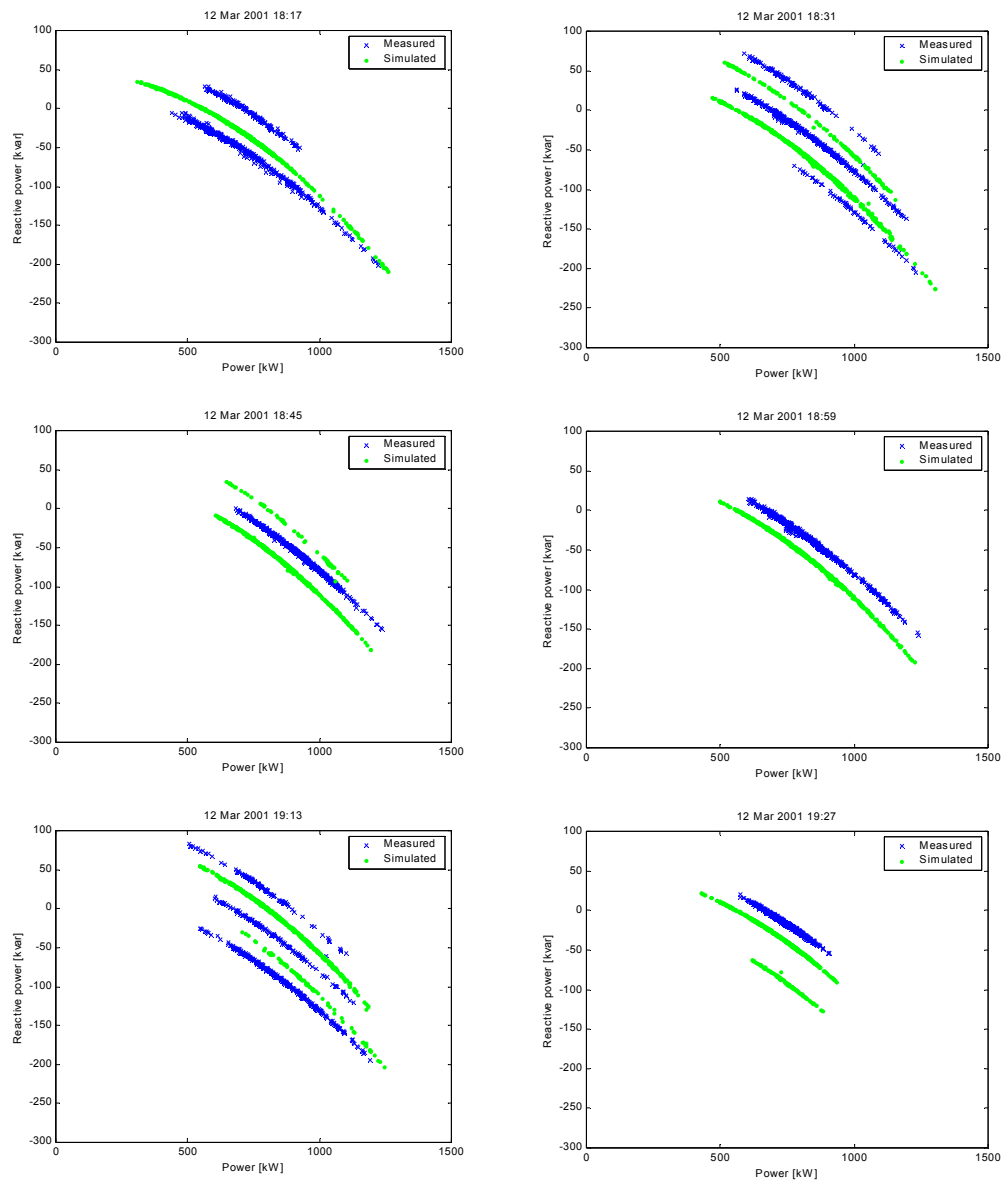 12 Mar 2001 18:17
100
50
0
-50
-100
-150
-200
-250
-300
0 500 1000 1500
Reactive power [kvar]
Power [kW]
Measured
Simulated
12 Mar 2001 18:31
100
50
0
-50
-100
-150
-200
-250
-300
0 500 1000 1500
Reactive power [kvar]
Power [kW]
Measured
Simulated
12 Mar 2001 18:45
100
50
0
-50
-100
-150
-200
-250
-300
0 500 1000 1500
Reactive power [kvar]
Power [kW]
Measured
Simulated
12 Mar 2001 18:59
100
50
0
-50
-100
-150
-200
-250
-300
0 500 1000 1500
Reactive power [kvar]
Power [kW]
Measured
Simulated
12 Mar 2001 19:13
100
50
0
-50
-100
-150
-200
-250
-300
0 500 1000 1500
Reactive power [kvar]
Power [kW]
Measured
Simulated
12 Mar 2001 19:27
100
50
0
-50
-100
-150
-200
-250
-300
0 500 1000 1500
Reactive power [kvar]
Power [kW]
Measured
Simulated